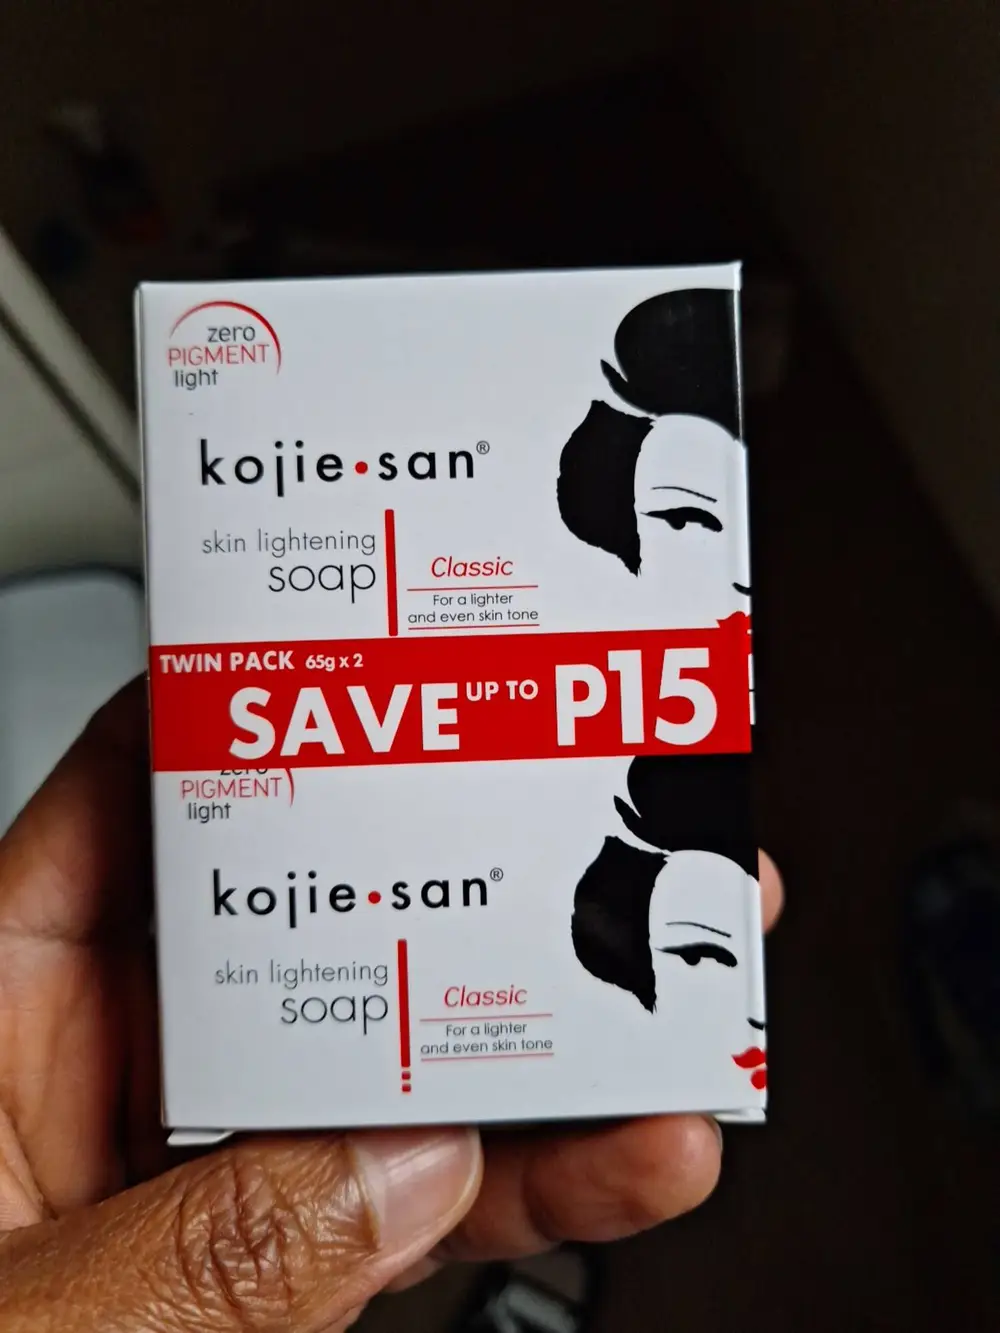 zero
PIGMENT
light
kojie•san®
skin lightening
soap
Classic
For a lighter
and even skin tone
TWIN PACK 65g x 2
SAVE UP TO P15
zero
PIGMENT
light
kojie•san®
skin lightening
soap
Classic
For a lighter
and even skin tone